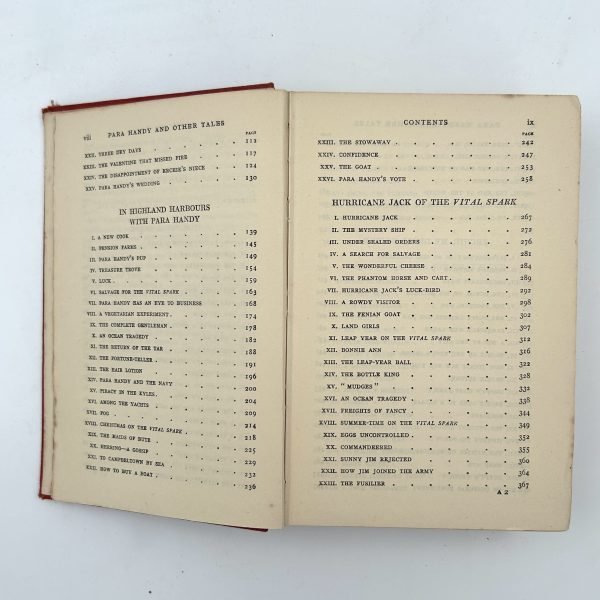 viii PARA HANDY AND OTHER TALES
PAGE
XXII. THREE DRY DAYS . . . . . 112
XXIII. THE VALENTINE THAT MISSED FIRE . . 117
XXIV. THE DISAPPOINTMENT OF ERCHIE'S NIECE . 124
XXV. PARA HANDY'S WEDDING . . . . 130
IN HIGHLAND HARBOURS
WITH PARA HANDY
I. A NEW COOK . . . . . 139
II. PENSION FARMS . . . . . 145
III. PARA HANDY'S PUP . . . . . 149
IV. TREASURE TROVE . . . . . 154
V. LUCK . . . . . 159
VI. SALVAGE FOR THE VITAL SPARK . . . 163
VII. PARA HANDY HAS AN EYE TO BUSINESS . . 168
VIII. A VEGETARIAN EXPERIMENT . . . . 174
IX. THE COMPLETE GENTLEMAN . . . . 178
X. AN OCEAN TRAGEDY . . . . . 182
XI. THE RETURN OF THE TAR . . . . 188
XII. THE FORTUNE-TELLER . . . . . 191
XIII. THE HAIR LOTION . . . . . 196
XIV. PARA HANDY AND THE NAVY . . . . 200
XV. PIRACY IN THE KYLES . . . . . 204
XVI. AMONG THE YACHTS . . . . . 209
XVII. FOG . . . . . 214
XVIII. CHRISTMAS ON THE VITAL SPARK . . . 218
XIX. THE MAIDS OF BUTE . . . . . 225
XX. HERRING—A GOSSIP . . . . . 229
XXI. TO CAMPBELTOWN BY SEA . . . . 232
XXII. HOW TO BUY A BOAT . . . . . 236
CONTENTS ix
PAGE
XXIII. THE STOWAWAY . . . . . 242
XXIV. CONFIDENCE . . . . . 247
XXV. THE GOAT . . . . . 253
XXVI. PARA HANDY'S VOTE . . . . . 258
HURRICANE JACK OF THE VITAL SPARK
I. HURRICANE JACK . . . . . 267
II. THE MYSTERY SHIP . . . . . 272
III. UNDER SEALED ORDERS . . . . . 276
IV. A SEARCH FOR SALVAGE . . . . . 281
V. THE WONDERFUL CHEESE . . . . . 284
VI. THE PHANTOM HORSE AND CART . . . . 289
VII. HURRICANE JACK'S LUCK-BIRD . . . . 292
VIII. A ROWDY VISITOR . . . . . 298
IX. THE FENIAN GOAT . . . . . 302
X. LAND GIRLS . . . . . 307
XI. LEAP YEAR ON THE VITAL SPARK . . . 312
XII. BONNIE ANN . . . . . 316
XIII. THE LEAP-YEAR BALL . . . . . 322
XIV. THE BOTTLE KING . . . . . 328
XV. "MUDGES" . . . . . 332
XVI. AN OCEAN TRAGEDY . . . . . 338
XVII. FREIGHTS OF FANCY . . . . . 344
XVIII. SUMMER-TIME ON THE VITAL SPARK . . . 349
XIX. EGGS UNCONTROLLED . . . . . 352
XX. COMMANDEERED . . . . . 355
XXI. SUNNY JIM REJECTED . . . . . 360
XXII. HOW JIM JOINED THE ARMY . . . . 364
XXIII. THE FUSILIER . . . . . 367
A 2